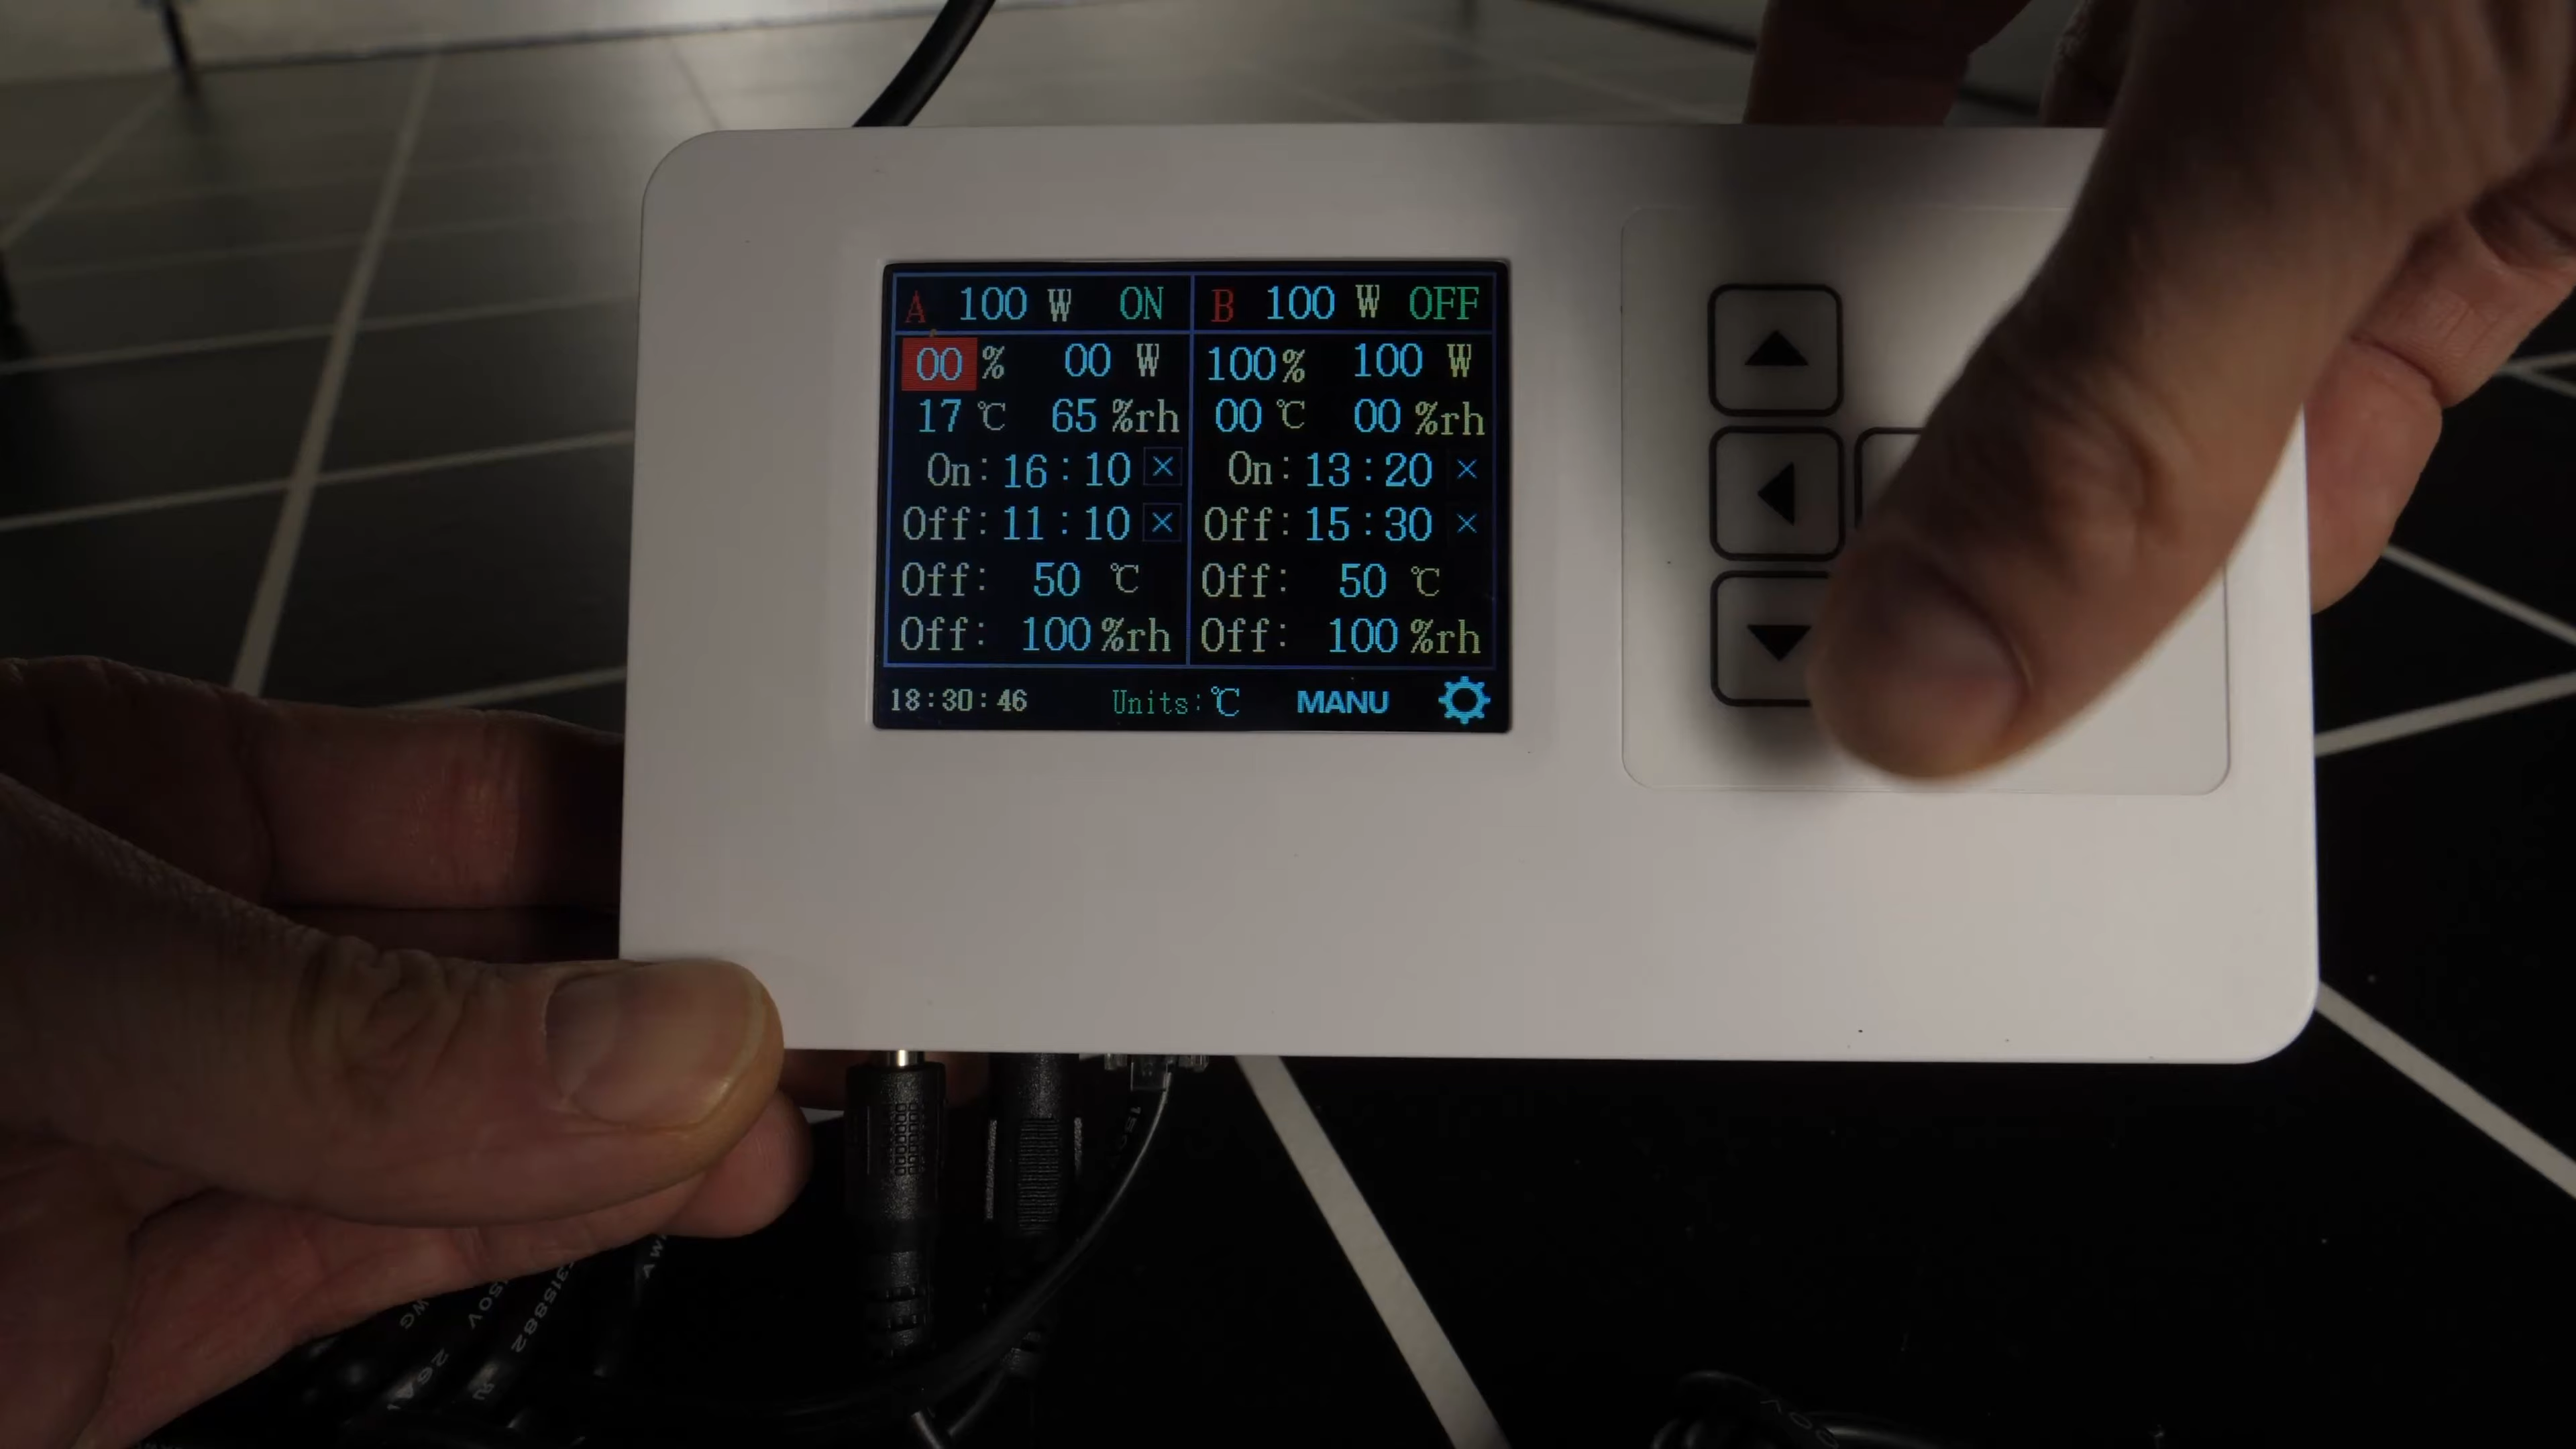 A 100 W ON B 100 W OFF
00 % 00 W 100% 100 W
17 ℃ 65 %rh 00 ℃ 00 %rh
On: 16:10 × On: 13:20 ×
Off: 11:10 × Off: 15:30 ×
Off: 50 ℃ Off: 50 ℃
Off: 100 %rh Off: 100 %rh
18:30:46 Units:℃ MANU